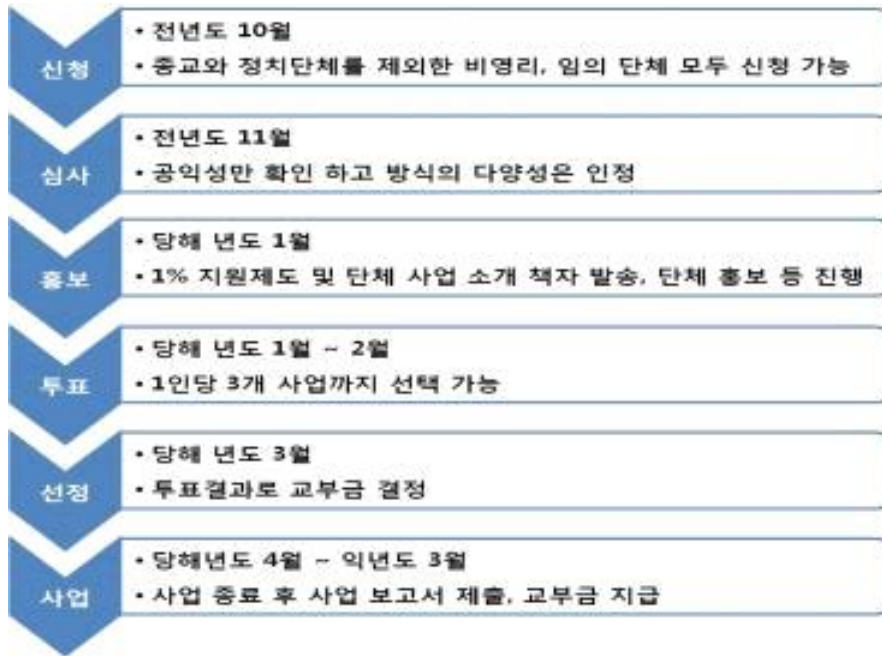 신청
• 전년도 10월
• 종교와 정치단체를 제외한 비영리, 임의 단체 모두 신청 가능
심사
• 전년도 11월
• 공익성만 확인 하고 방식의 다양성은 인정
홍보
• 당해 년도 1월
• 1% 지원제도 및 단체 사업 소개 책자 발송, 단체 홍보 등 진행
투표
• 당해 년도 1월 ~ 2월
• 1인당 3개 사업까지 선택 가능
선정
• 당해 년도 3월
• 투표결과로 교부금 결정
사업
• 당해년도 4월 ~ 익년도 3월
• 사업 종료 후 사업 보고서 제출, 교부금 지급